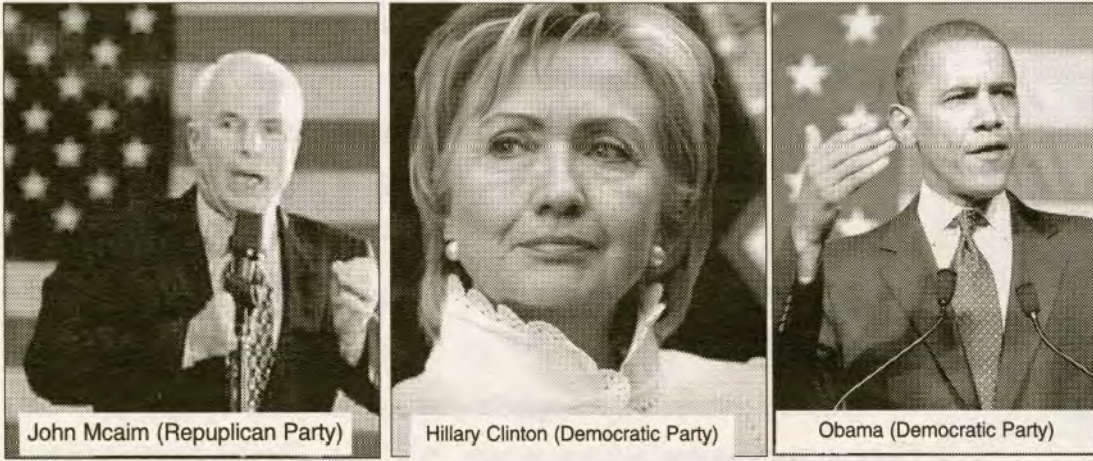 John Mcaim (Repuplican Party)
Hillary Clinton (Democratic Party)
Obama (Democratic Party)